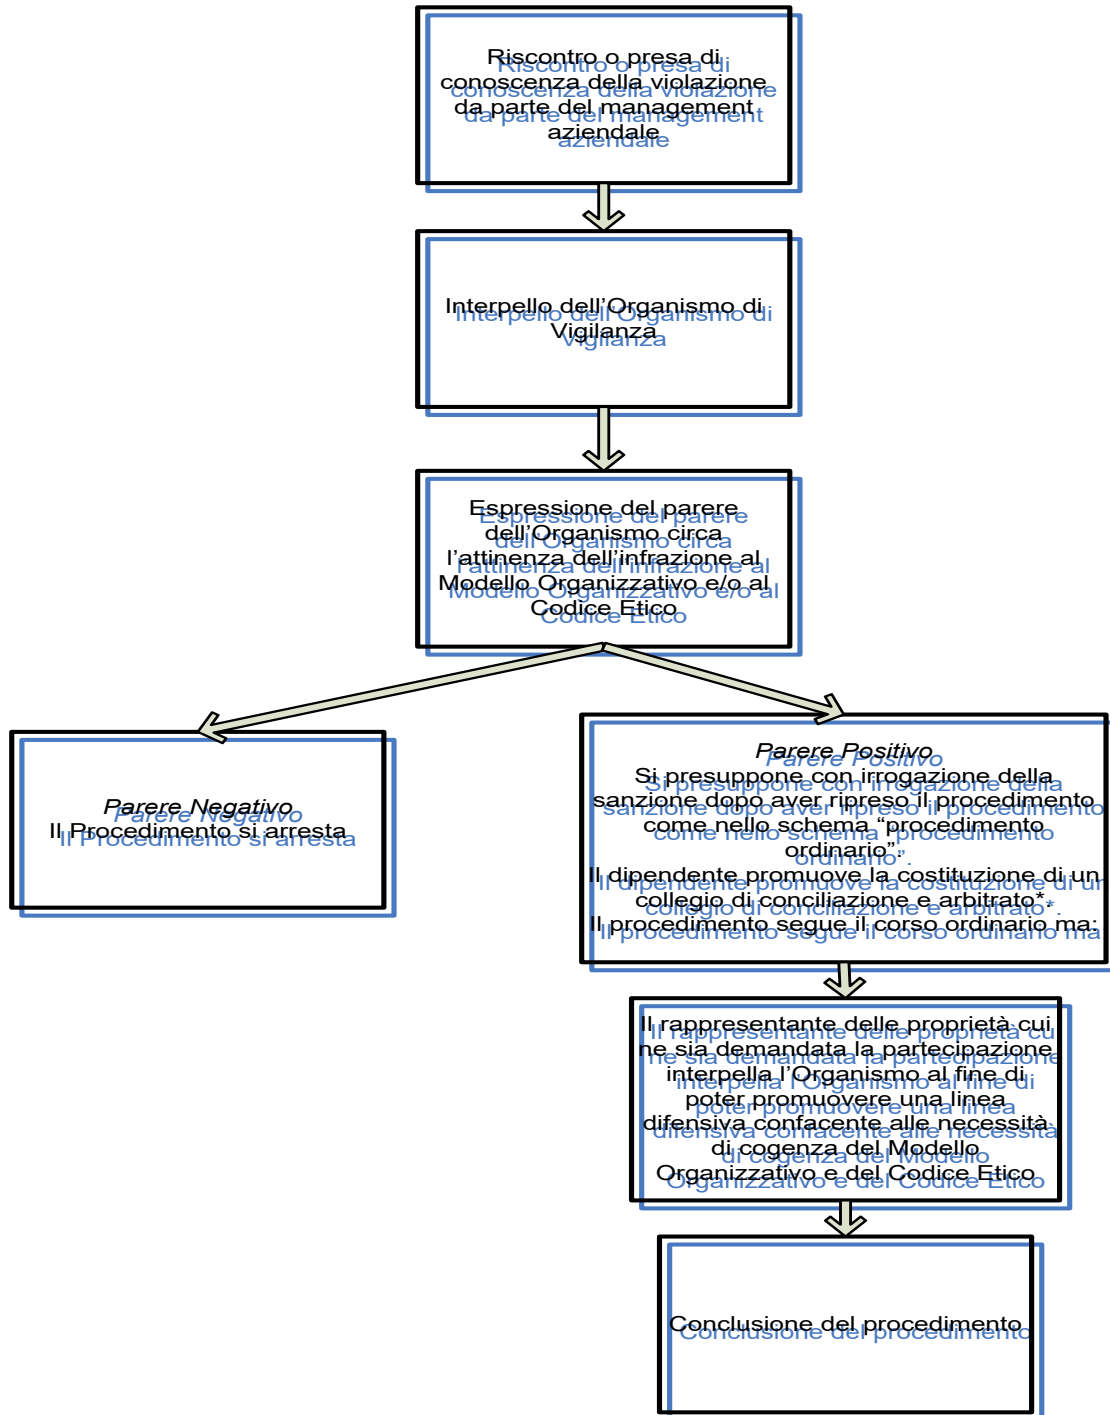 Riscontro o presa di
conoscenza della violazione
da parte del management
aziendale
Interpello dell’Organismo di
Vigilanza
Espressione del parere
dell’Organismo circa
l’attinenza dell’infrazione al
Modello Organizzativo e/o al
Codice Etico
Parere Negativo
Il Procedimento si arresta
Parere Positivo
Si presuppone con irrogazione della
sanzione dopo aver ripreso il procedimento
come nello schema “procedimento
ordinario”.
Il dipendente promuove la costituzione di un
collegio di conciliazione e arbitrato*.
Il procedimento segue il corso ordinario ma:
Il rappresentante delle proprietà cui
ne sia demandata la partecipazione
interpella l’Organismo al fine di
poter promuovere una linea
difensiva confacente alle necessità
di cogenza del Modello
Organizzativo e del Codice Etico
Conclusione del procedimento